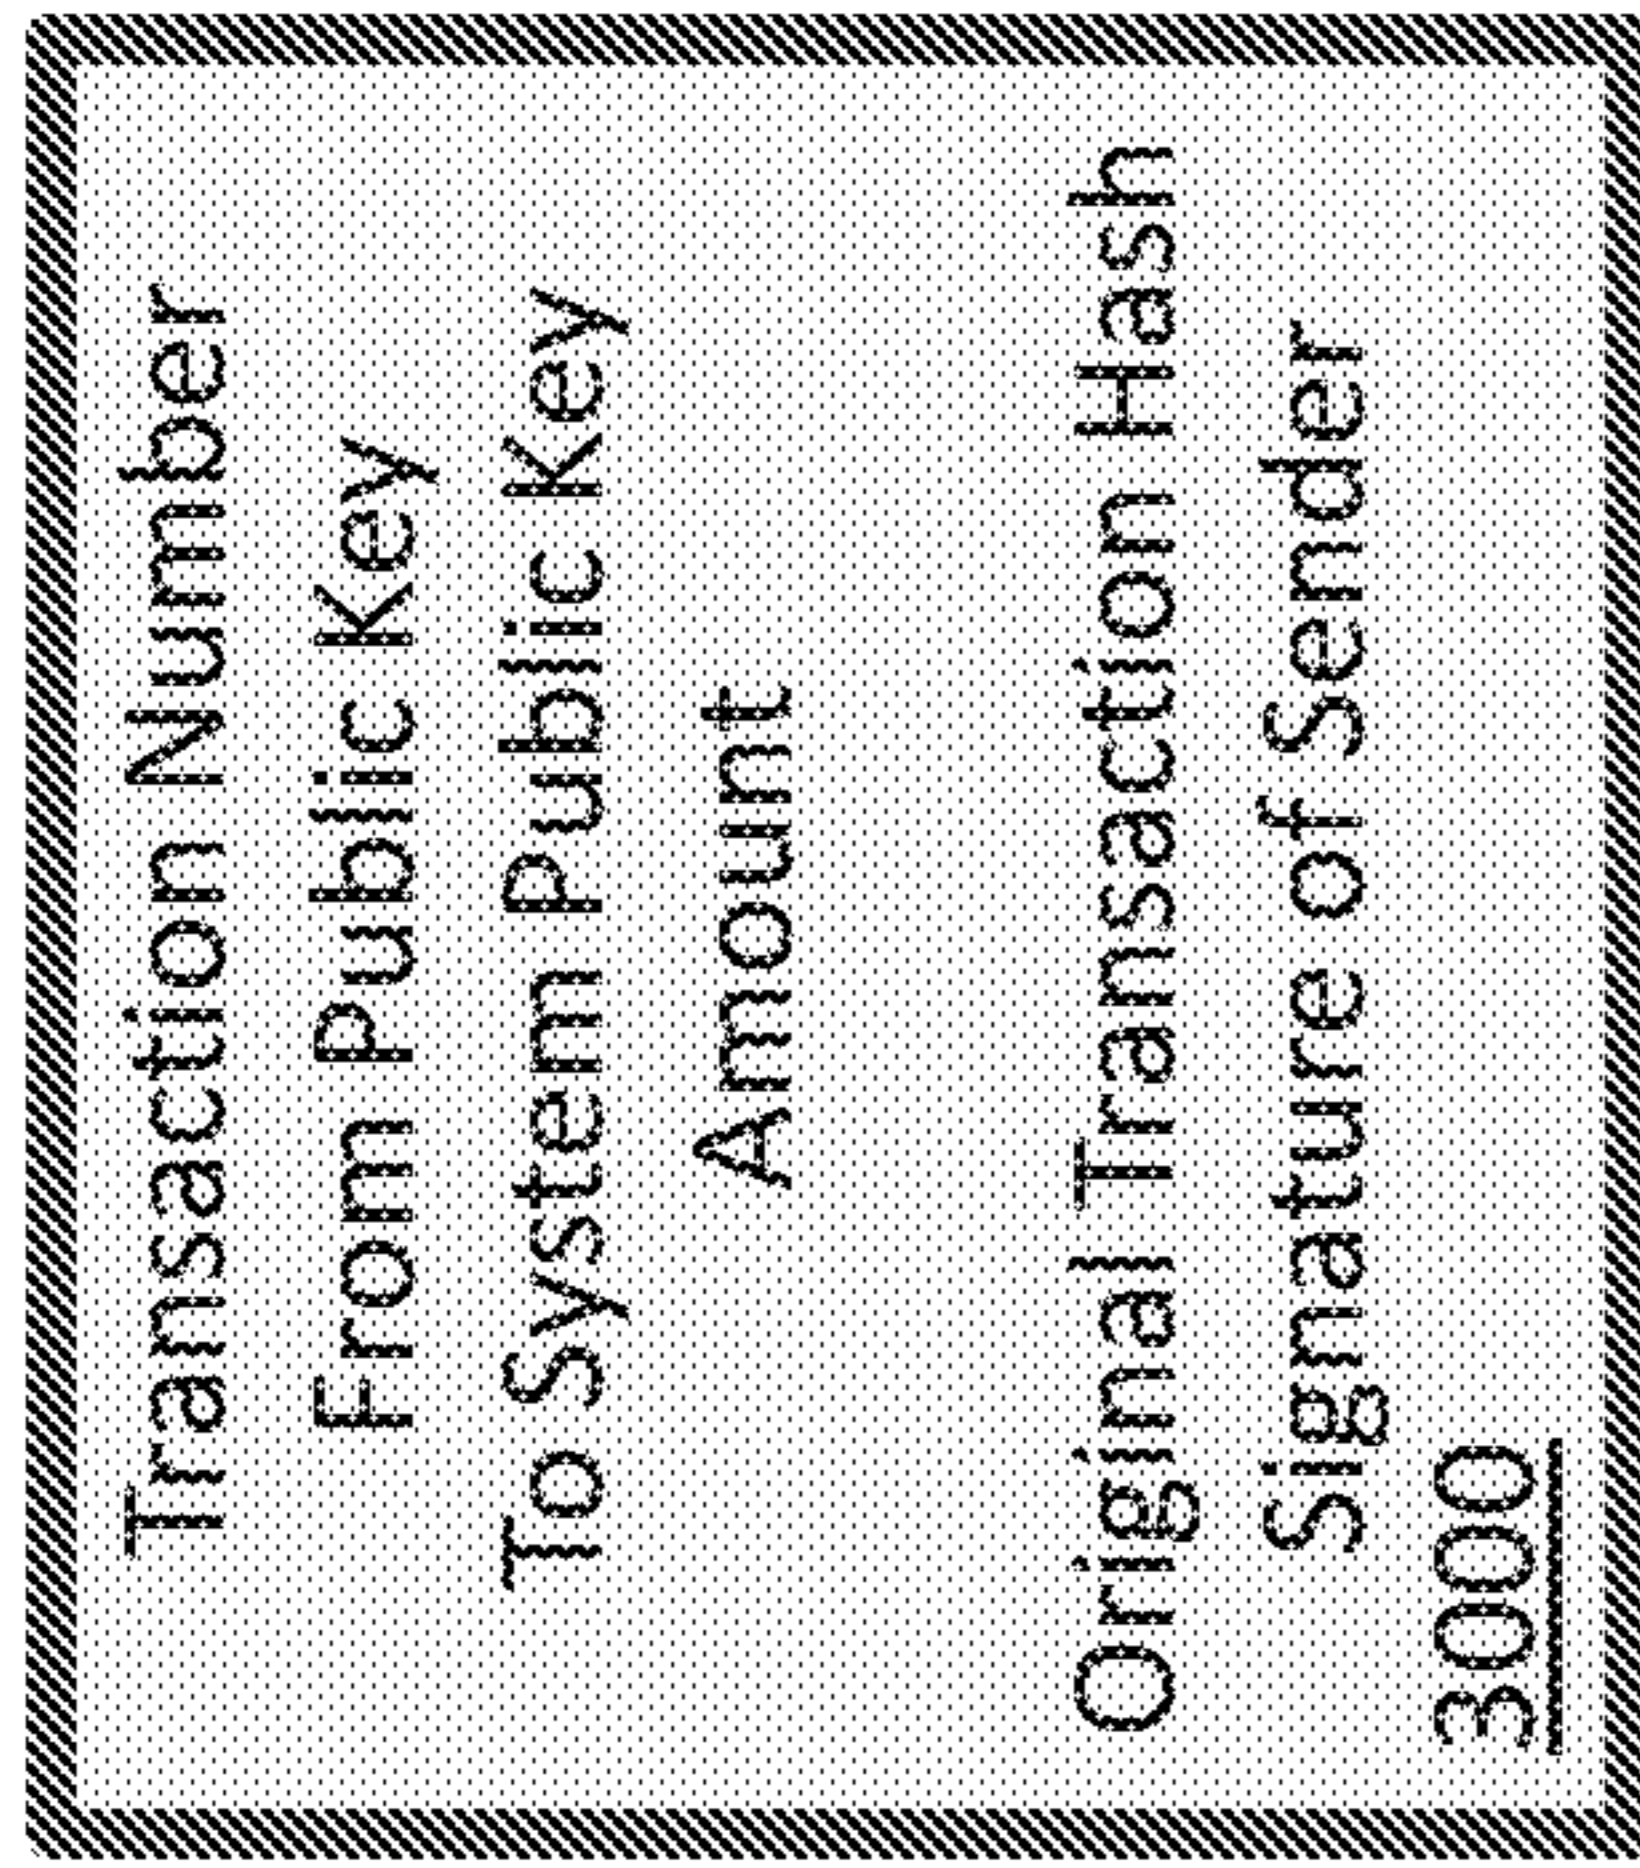 Transaction Number
From Public Key
To System Public Key
Amount
Original Transaction Hash
Signature of Sender
3000